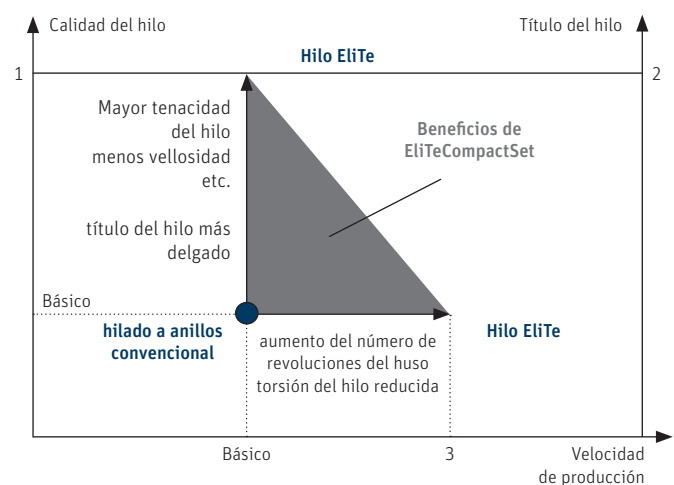 Calidad del hilo
Título del hilo
Hilo EliTe
1
2
Mayor tenacidad
del hilo
menos vellosidad
etc.
Beneficios de
EliTeCompactSet
título del hilo más
delgado
Básico
hilado a anillos
convencional
Hilo EliTe
aumento del número de
revoluciones del huso
torsión del hilo reducida
Básico
3
Velocidad
de producción